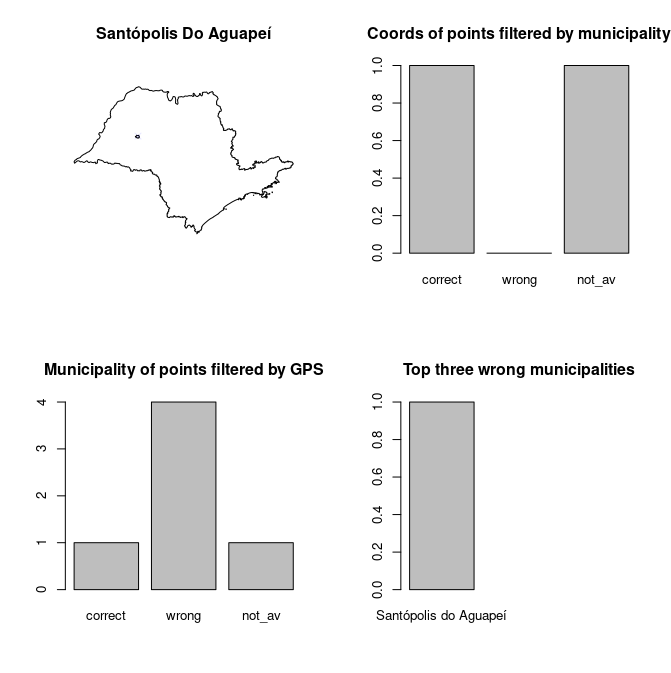 Santópolis Do Aguapeí
Coords of points filtered by municipality
1.0
0.8
0.6
0.4
0.2
0.0
correct wrong not_av
Municipality of points filtered by GPS
4
3
2
1
0
correct wrong not_av
Top three wrong municipalities
1.0
0.8
0.6
0.4
0.2
0.0
Santópolis do Aguapeí